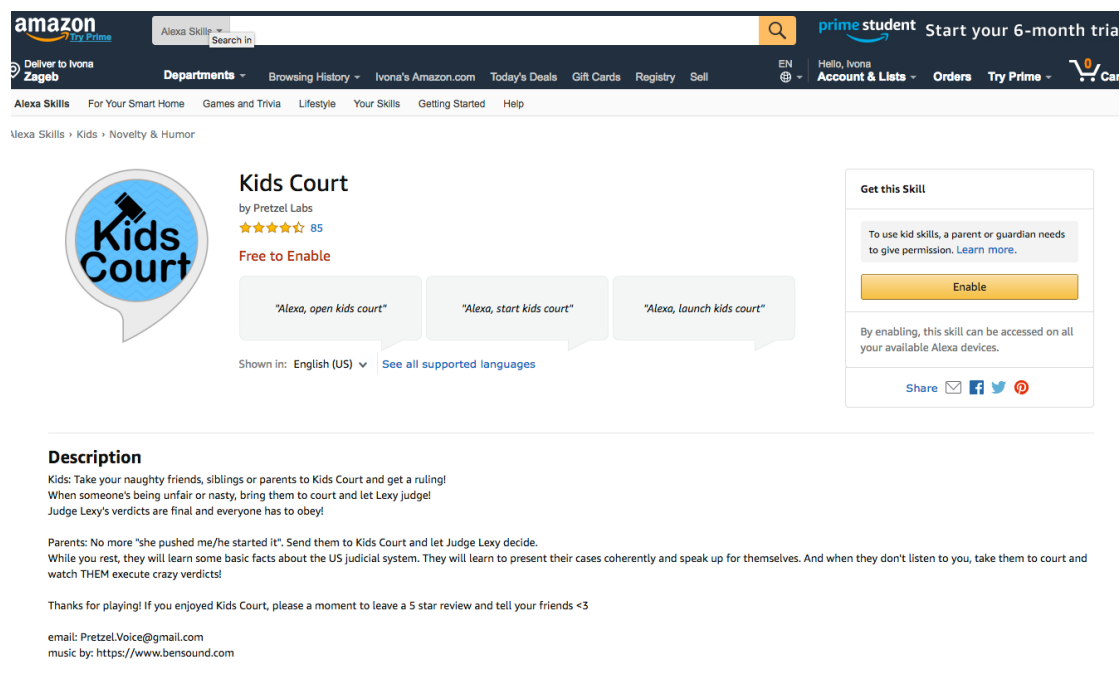 amazon
Try Prime
Alexa Skills
Search in
prime student Start your 6-month tria
Deliver to Ivona
Zageb
Departments
Browsing History
Ivona's Amazon.com
Today's Deals
Gift Cards
Registry
Sell
EN
Hello, Ivona
Account & Lists
Orders
Try Prime
0
Car
Alexa Skills
For Your Smart Home
Games and Trivia
Lifestyle
Your Skills
Getting Started
Help
Alexa Skills › Kids › Novelty & Humor
Kids
Court
Kids Court
by Pretzel Labs
85
Free to Enable
"Alexa, open kids court"
"Alexa, start kids court"
"Alexa, launch kids court"
Shown in: English (US)
See all supported languages
Get this Skill
To use kid skills, a parent or guardian needs
to give permission. Learn more.
Enable
By enabling, this skill can be accessed on all
your available Alexa devices.
Share
Description
Kids: Take your naughty friends, siblings or parents to Kids Court and get a ruling!
When someone's being unfair or nasty, bring them to court and let Lexy judge!
Judge Lexy's verdicts are final and everyone has to obey!
Parents: No more "she pushed me/he started it". Send them to Kids Court and let Judge Lexy decide.
While you rest, they will learn some basic facts about the US judicial system. They will learn to present their cases coherently and speak up for themselves. And when they don't listen to you, take them to court and
watch THEM execute crazy verdicts!
Thanks for playing! If you enjoyed Kids Court, please a moment to leave a 5 star review and tell your friends <3
email: Pretzel.Voice@gmail.com
music by: https://www.bensound.com